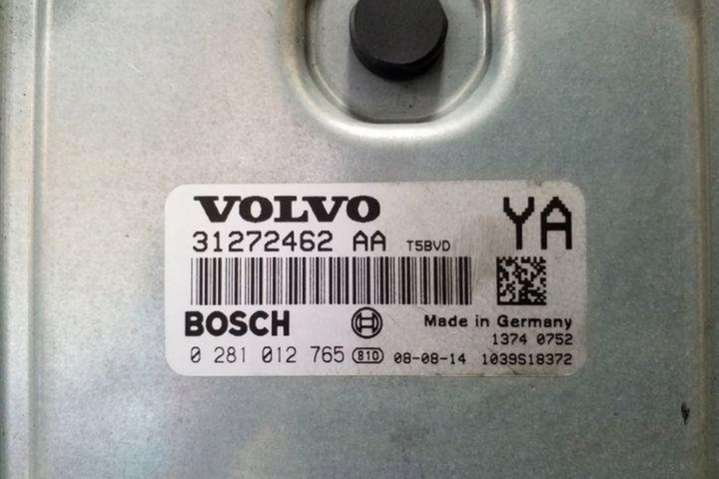 VOLVO
31272462 AA T5BVD
YA
BOSCH
Made in Germany
1374 0752
0 281 012 765 810 08-08-14 1039S18372